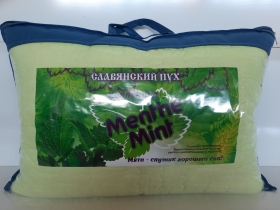 СЛАВЯНСКИЙ ПУХ
Menthe
Mint
Мята - спутник хорошего сна!